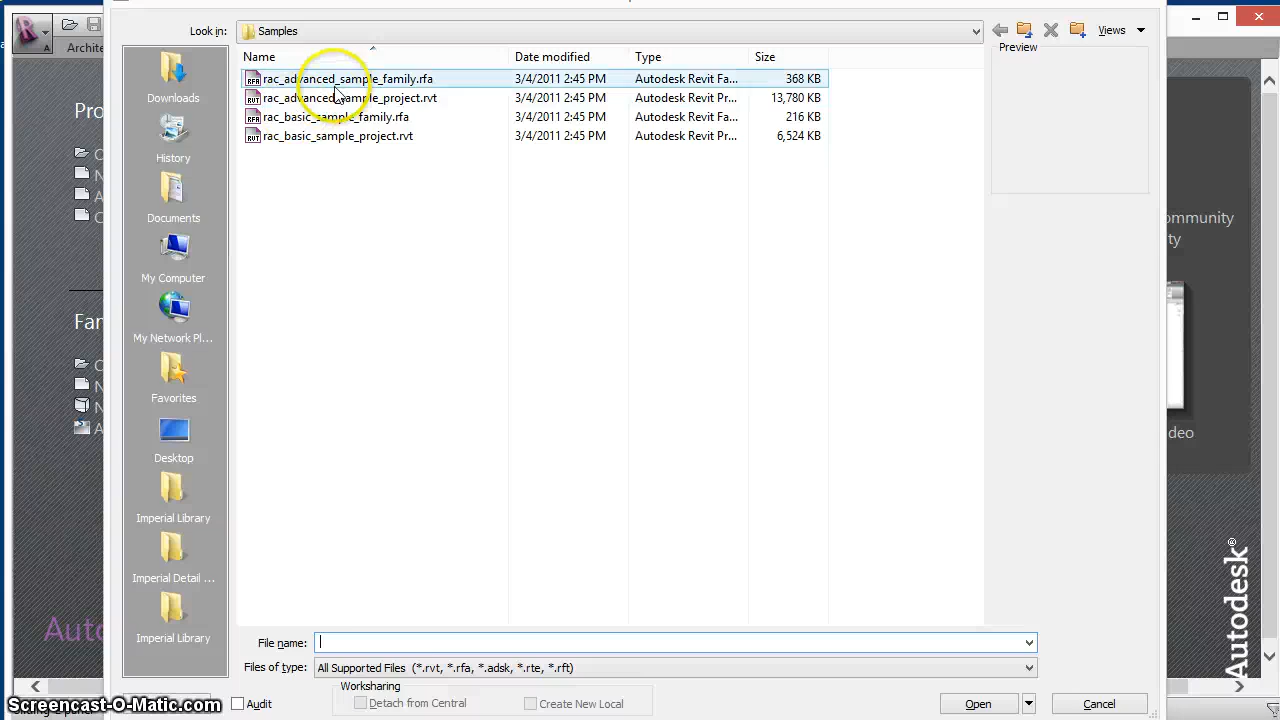 Look in: Samples Views
Archite
Name Date modified Type Size Preview
rac_advanced_sample_family.rfa 3/4/2011 2:45 PM Autodesk Revit Fa... 368 KB
rac_advanced_sample_project.rvt 3/4/2011 2:45 PM Autodesk Revit Pr... 13,780 KB
rac_basic_sample_family.rfa 3/4/2011 2:45 PM Autodesk Revit Fa... 216 KB
rac_basic_sample_project.rvt 3/4/2011 2:45 PM Autodesk Revit Pr... 6,524 KB
Downloads
History
Documents
My Computer
My Network Pl...
Favorites
Desktop
Imperial Library
Imperial Detail ...
Imperial Library
Pro
O
N
A
O
Far
O
N
N
A
Auto
ommunity
ty
deo
Autodesk®
File name:
Files of type: All Supported Files (*.rvt, *.rfa, *.adsk, *.rte, *.rft)
Worksharing
Audit Detach from Central Create New Local Open Cancel
Screencast-O-Matic.com